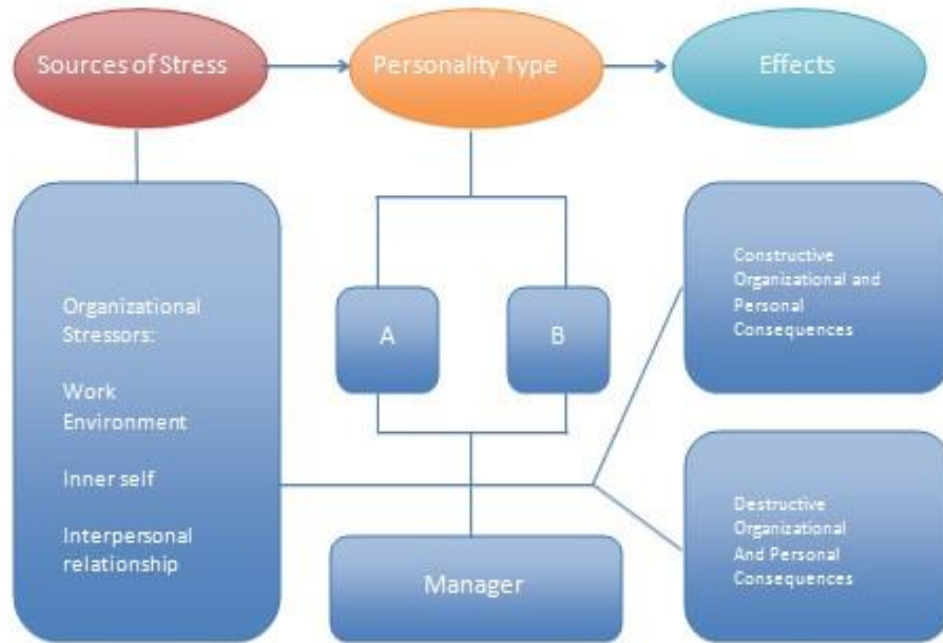 Sources of Stress
Personality Type
Effects
Organizational
Stressors:
Work
Environment
Inner self
Interpersonal
relationship
A
B
Manager
Constructive
Organizational and
Personal
Consequences
Destructive
Organizational
And Personal
Consequences